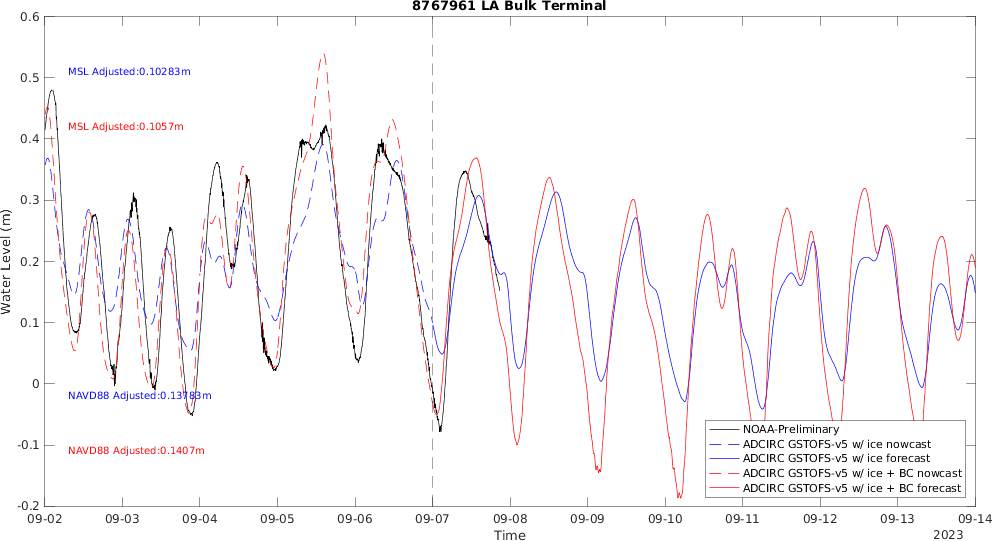 8767961 LA Bulk Terminal
0.6
0.5
0.4
0.3
0.2
0.1
0
-0.1
-0.2
Water Level (m)
MSL Adjusted:0.10283m
MSL Adjusted:0.1057m
NAVD88 Adjusted:0.13783m
NAVD88 Adjusted:0.1407m
NOAA-Preliminary
ADCIRC GSTOFS-v5 w/ ice nowcast
ADCIRC GSTOFS-v5 w/ ice forecast
ADCIRC GSTOFS-v5 w/ ice + BC nowcast
ADCIRC GSTOFS-v5 w/ ice + BC forecast
09-02 09-03 09-04 09-05 09-06 09-07 09-08 09-09 09-10 09-11 09-12 09-13 09-14
Time
2023